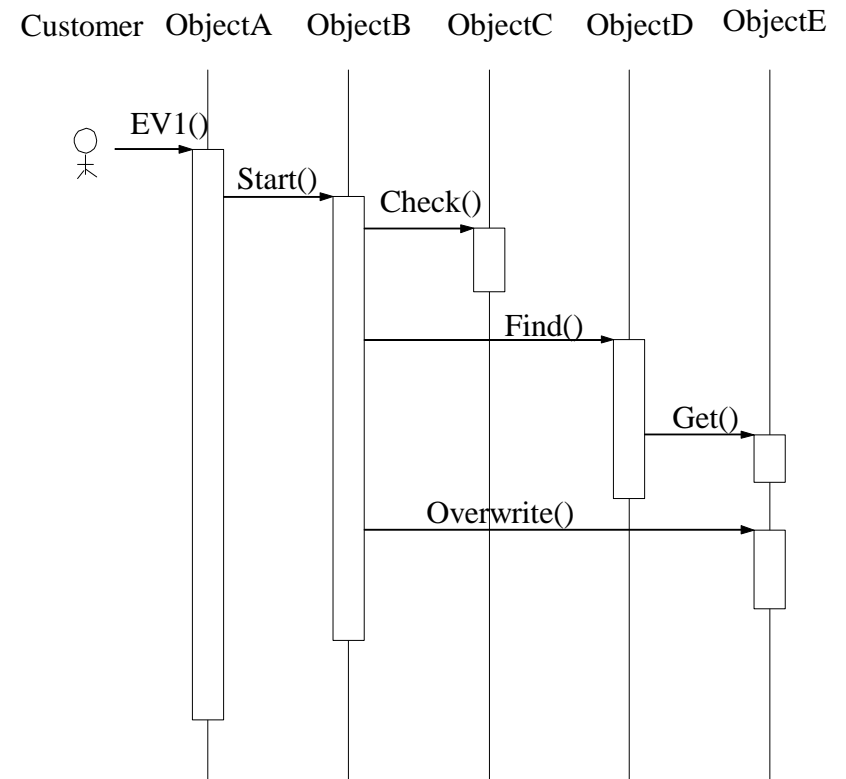 Customer ObjectA ObjectB ObjectC ObjectD ObjectE
EV1()
Start()
Check()
Find()
Get()
Overwrite()